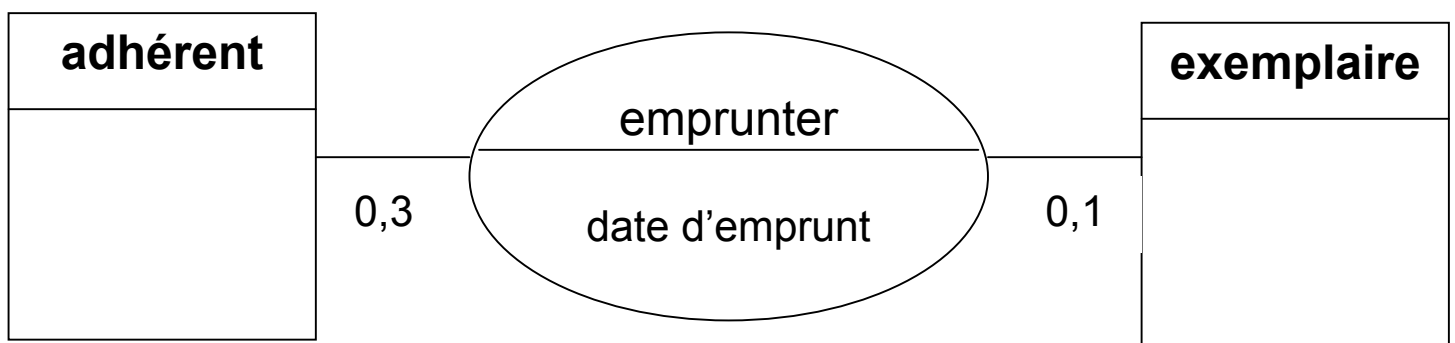 adhérent
emprunter
date d’emprunt
0,3
0,1
exemplaire